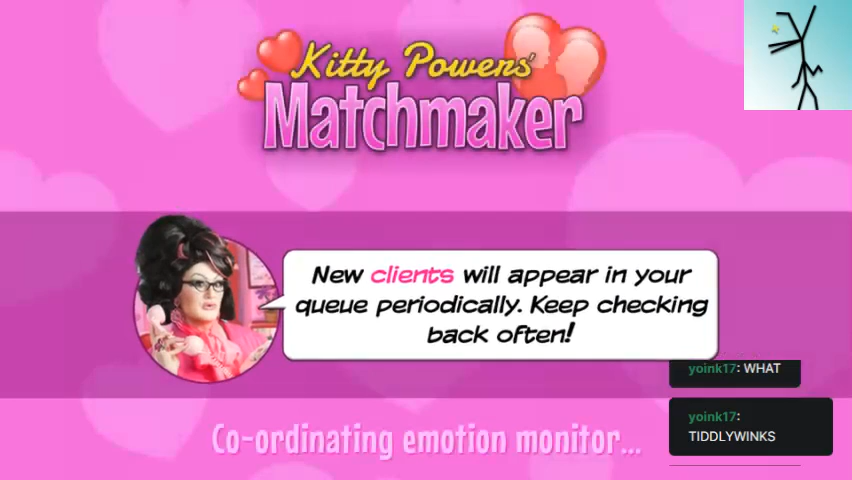 Kitty Powers'
Matchmaker
New clients will appear in your
queue periodically. Keep checking
back often!
yoink17: WHAT
yoink17:
TIDDLYWINKS
Co-ordinating emotion monitor...